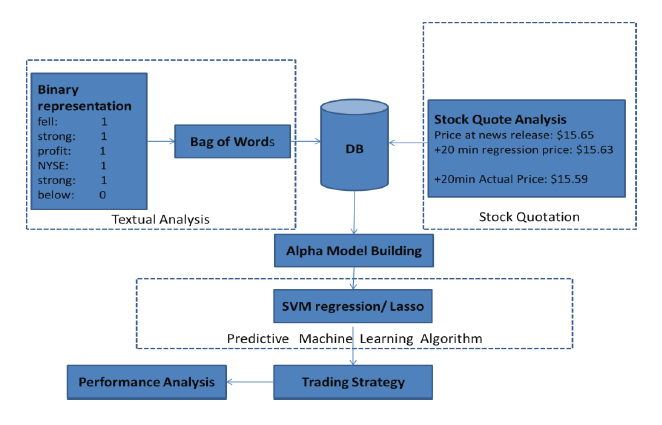 Binary
representation
fell: 1
strong: 1
profit: 1
NYSE: 1
strong: 1
below: 0
Bag of Words
Textual Analysis
DB
Stock Quote Analysis
Price at news release: $15.65
+20 min regression price: $15.63
+20min Actual Price: $15.59
Stock Quotation
Alpha Model Building
SVM regression/ Lasso
Predictive Machine Learning Algorithm
Trading Strategy
Performance Analysis